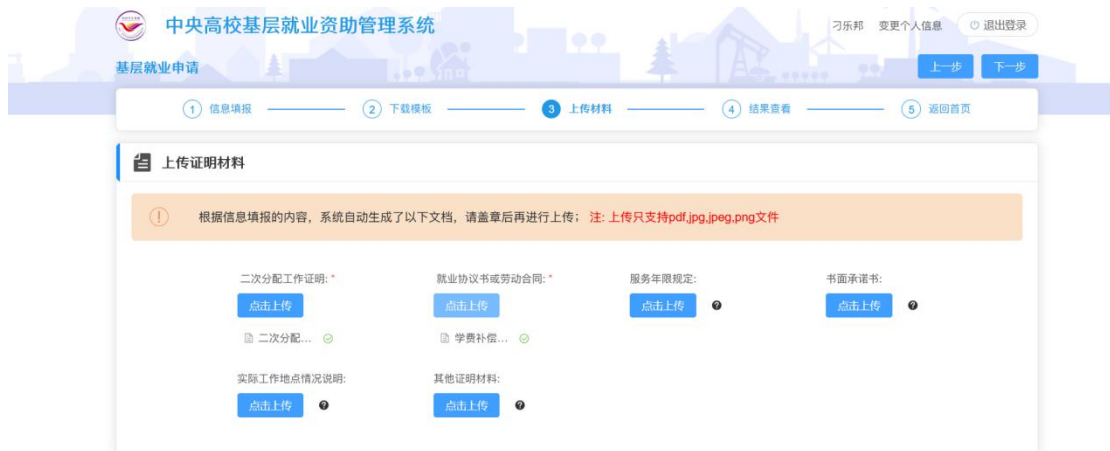 中央高校基层就业资助管理系统
刁乐邦 变更个人信息 退出登录
基层就业申请
上一步 下一步
1 信息填报 2 下载模板 3 上传材料 4 结果查看 5 返回首页
上传证明材料
根据信息填报的内容，系统自动生成了以下文档，请盖章后再进行上传； 注: 上传只支持pdf,jpg,jpeg,png文件
二次分配工作证明: * 就业协议书或劳动合同: * 服务年限规定: 书面承诺书:
点击上传 点击上传 点击上传 点击上传
二次分配... 学费补偿...
实际工作地点情况说明: 其他证明材料:
点击上传 点击上传